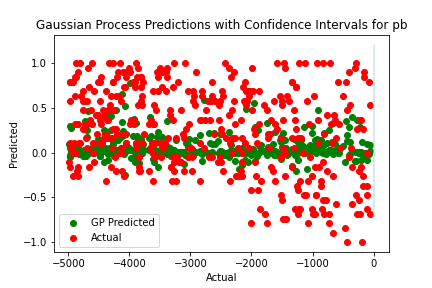 Gaussian Process Predictions with Confidence Intervals for pb
1.0
0.5
0.0
−0.5
−1.0
Predicted
GP Predicted
Actual
−5000 −4000 −3000 −2000 −1000 0
Actual